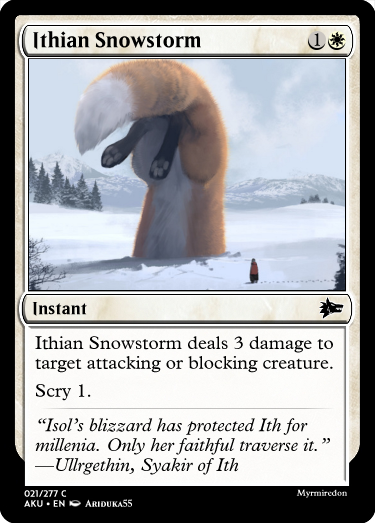 Ithian Snowstorm 1
Instant
Ithian Snowstorm deals 3 damage to
target attacking or blocking creature.
Scry 1.
“Isol’s blizzard has protected Ith for
millenia. Only her faithful traverse it.”
—Ullrgethin, Syakir of Ith
021/277 C Myrmiredon
AKU • EN Ariduka55